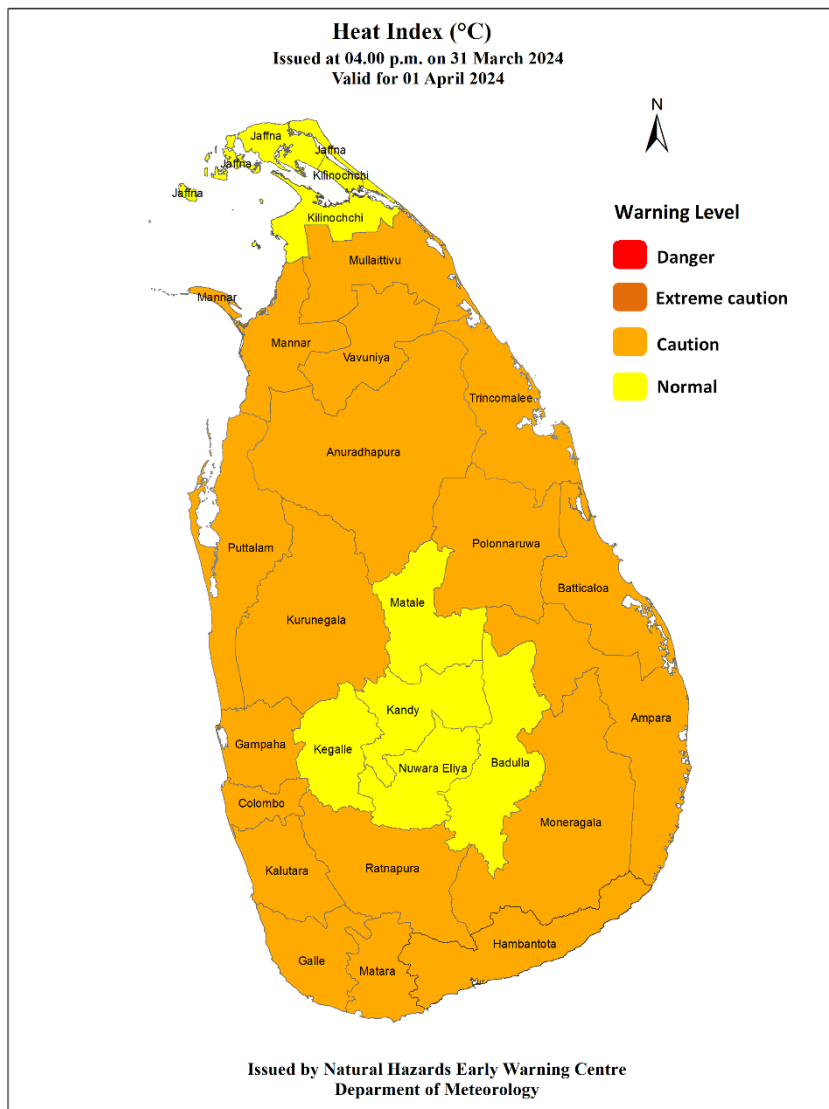 Heat Index (°C)
Issued at 04.00 p.m. on 31 March 2024
Valid for 01 April 2024
N
Jaffna
Jaffna
Jaffna
Kilinochchi
Jaffna
Kilinochchi
Warning Level
Danger
Extreme caution
Caution
Normal
Mullaittivu
Mannar
Mannar
Vavuniya
Trincomalee
Anuradhapura
Puttalam
Polonnaruwa
Batticaloa
Matale
Kurunegala
Kandy
Ampara
Gampaha
Kegalle
Nuwara Eliya
Badulla
Colombo
Moneragala
Kalutara
Ratnapura
Hambantota
Galle
Matara
Issued by Natural Hazards Early Warning Centre
Deparment of Meteorology